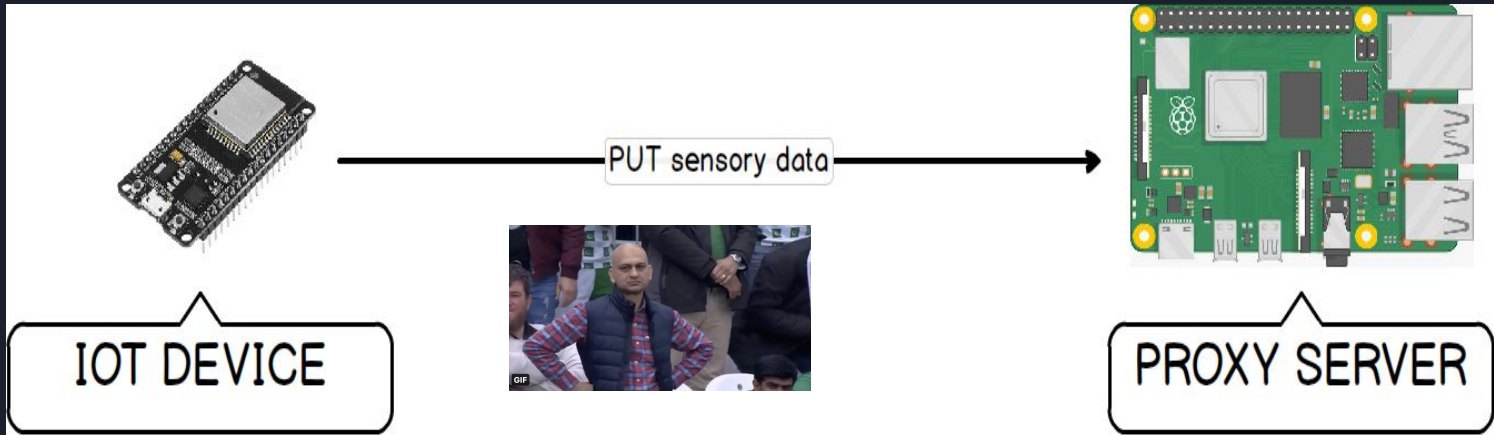 PUT sensory data
GIF
IOT DEVICE
PROXY SERVER